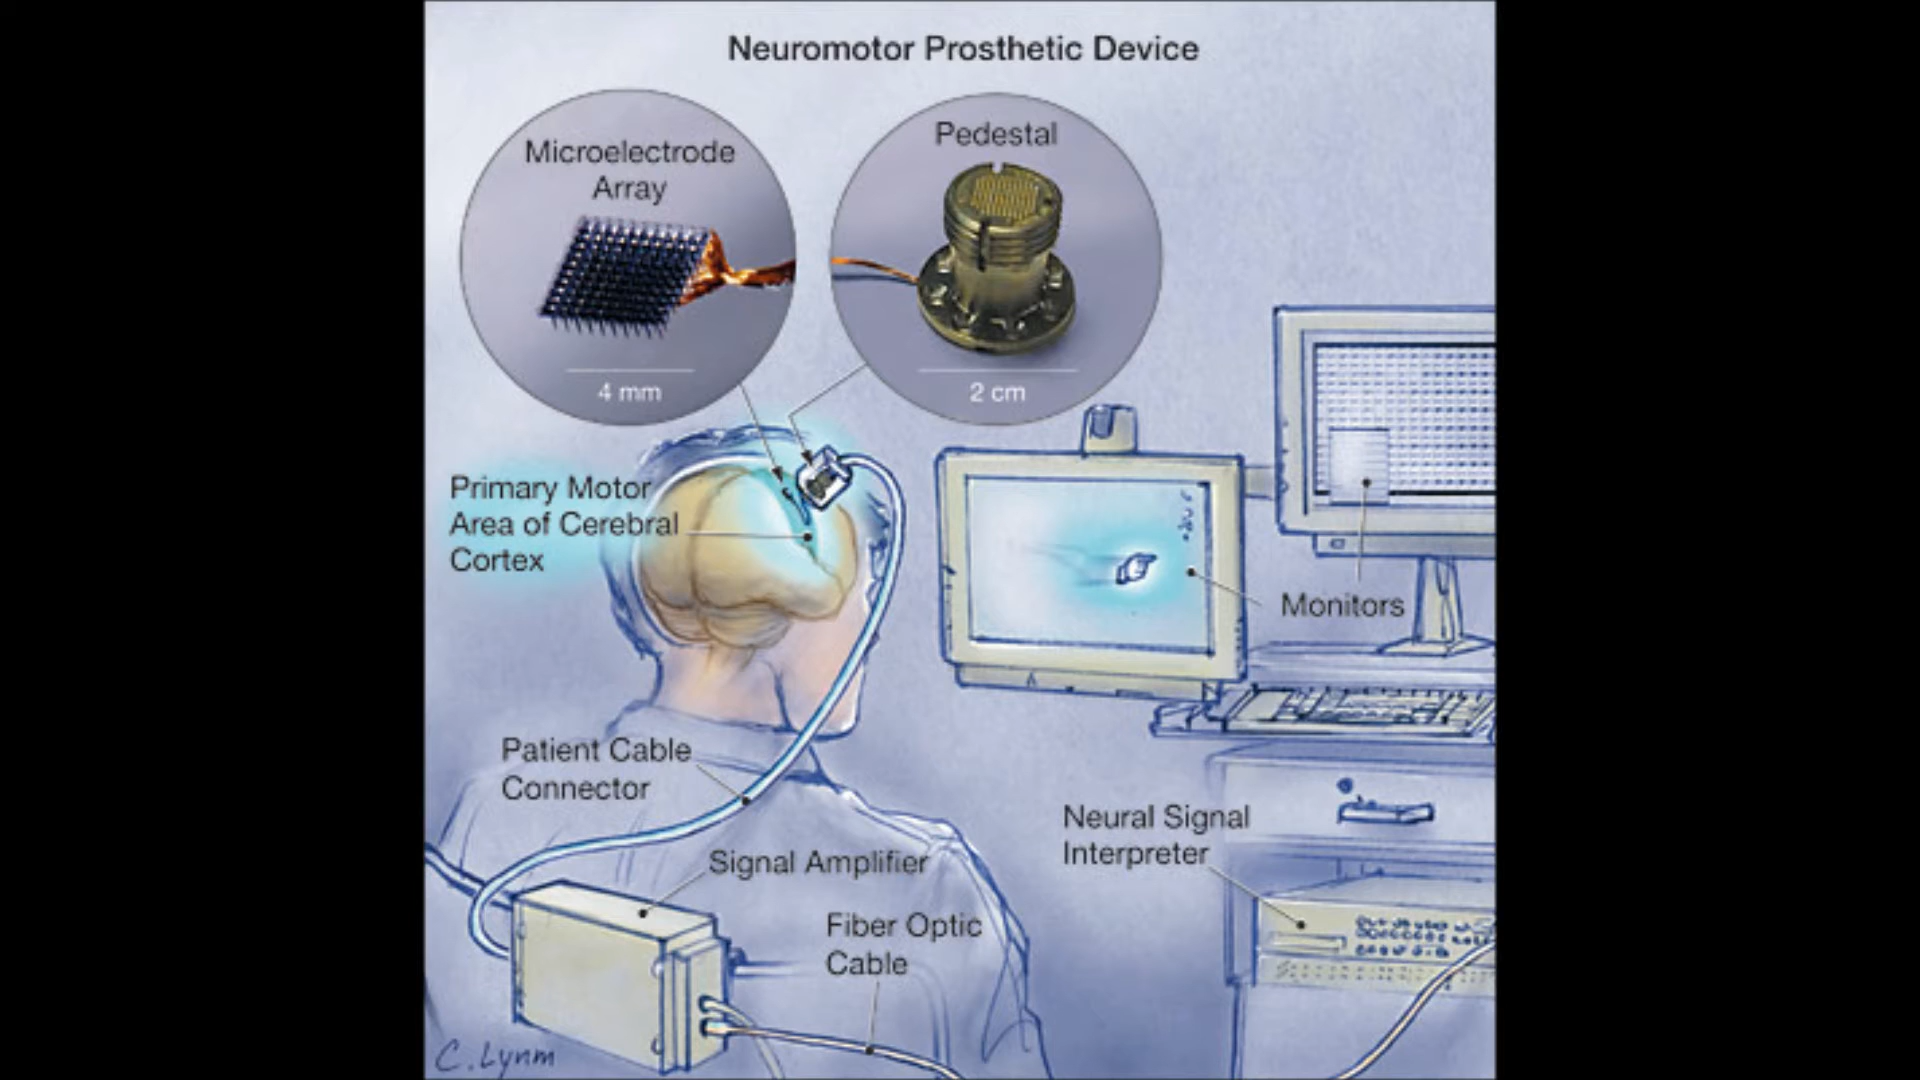 Neuromotor Prosthetic Device
Microelectrode
Array
4 mm
Pedestal
2 cm
Primary Motor
Area of Cerebral
Cortex
Monitors
Patient Cable
Connector
Signal Amplifier
Fiber Optic
Cable
Neural Signal
Interpreter
C. Lynm